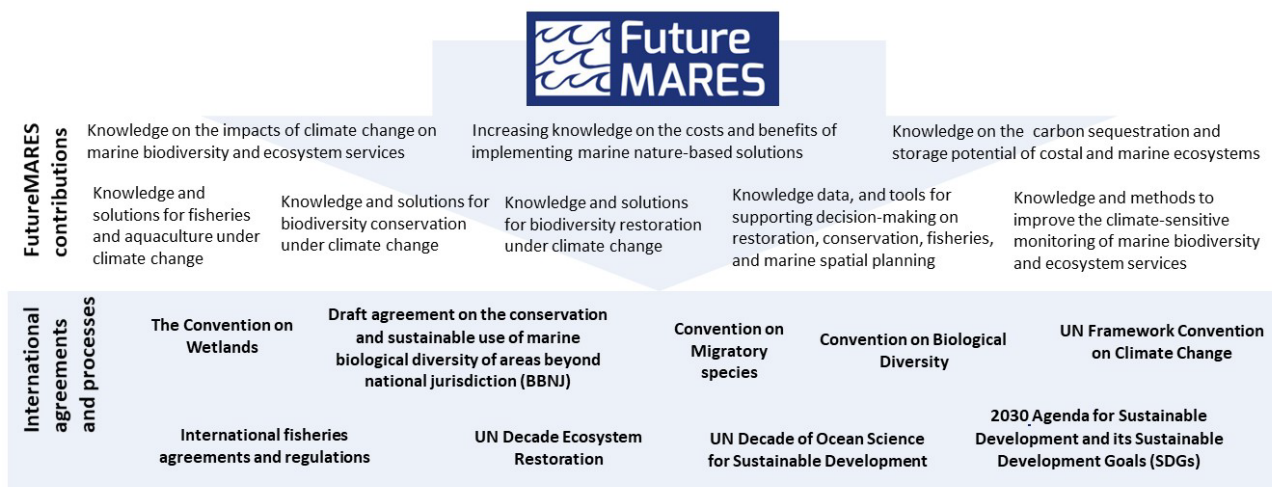 Future
MARES
FutureMARES
contributions
Knowledge on the impacts of climate change on
marine biodiversity and ecosystem services
Increasing knowledge on the costs and benefits of
implementing marine nature-based solutions
Knowledge on the carbon sequestration and
storage potential of costal and marine ecosystems
Knowledge and
solutions for fisheries
and aquaculture under
climate change
Knowledge and solutions for
biodiversity conservation
under climate change
Knowledge and solutions
for biodiversity restoration
under climate change
Knowledge data, and tools for
supporting decision-making on
restoration, conservation, fisheries,
and marine spatial planning
Knowledge and methods to
improve the climate-sensitive
monitoring of marine biodiversity
and ecosystem services
International
agreements
and processes
The Convention on
Wetlands
Draft agreement on the conservation
and sustainable use of marine
biological diversity of areas beyond
national jurisdiction (BBNJ)
Convention on
Migratory
species
Convention on Biological
Diversity
UN Framework Convention
on Climate Change
International fisheries
agreements and regulations
UN Decade Ecosystem
Restoration
UN Decade of Ocean Science
for Sustainable Development
2030 Agenda for Sustainable
Development and its Sustainable
Development Goals (SDGs)